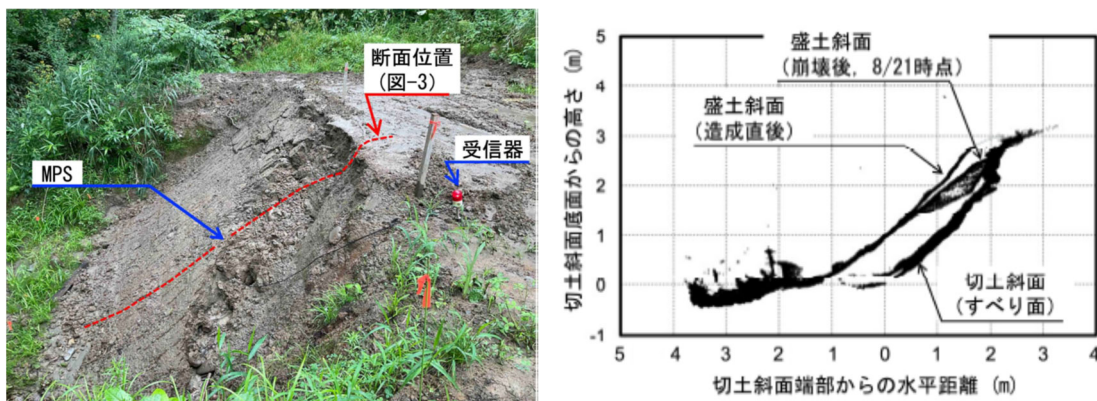 断面位置
(図-3)
受信器
MPS
盛土斜面
(崩壊後, 8/21時点)
盛土斜面
(造成直後)
切土斜面
(すべり面)
切土斜面底面からの高さ (m)
5
4
3
2
1
0
-1
5 4 3 2 1 0 1 2 3 4
切土斜面端部からの水平距離 (m)